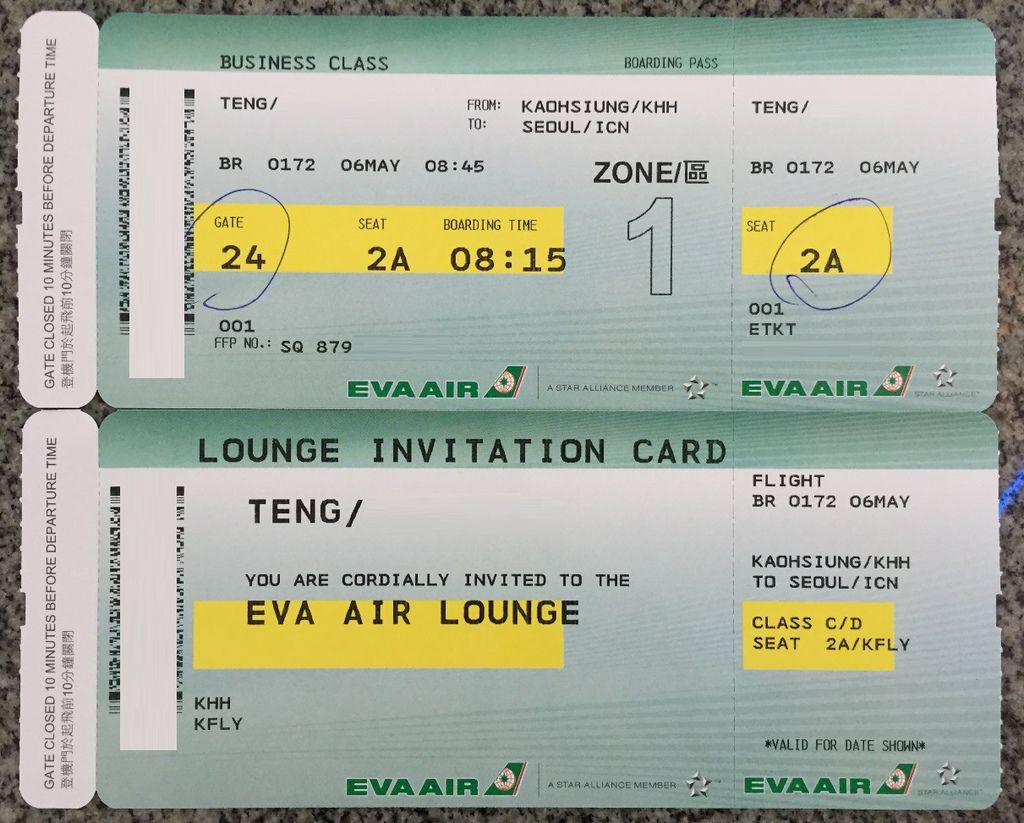 GATE CLOSED 10 MINUTES BEFORE DEPARTURE TIME
登機門於起飛前10分鐘關閉
BUSINESS CLASS
BOARDING PASS
TENG/
FROM: KAOHSIUNG/KHH
TO: SEOUL/ICN
BR 0172 06MAY 08:45
ZONE/區
1
GATE SEAT BOARDING TIME
24 2A 08:15
001
FFP NO.: SQ 879
EVA AIR
A STAR ALLIANCE MEMBER
TENG/
BR 0172 06MAY
SEAT
2A
001
ETKT
EVA AIR
STAR ALLIANCE
GATE CLOSED 10 MINUTES BEFORE DEPARTURE TIME
登機門於起飛前10分鐘關閉
LOUNGE INVITATION CARD
TENG/
YOU ARE CORDIALLY INVITED TO THE
EVA AIR LOUNGE
KHH
KFLY
EVA AIR
A STAR ALLIANCE MEMBER
FLIGHT
BR 0172 06MAY
KAOHSIUNG/KHH
TO SEOUL/ICN
CLASS C/D
SEAT 2A/KFLY
*VALID FOR DATE SHOWN*
EVA AIR
STAR ALLIANCE